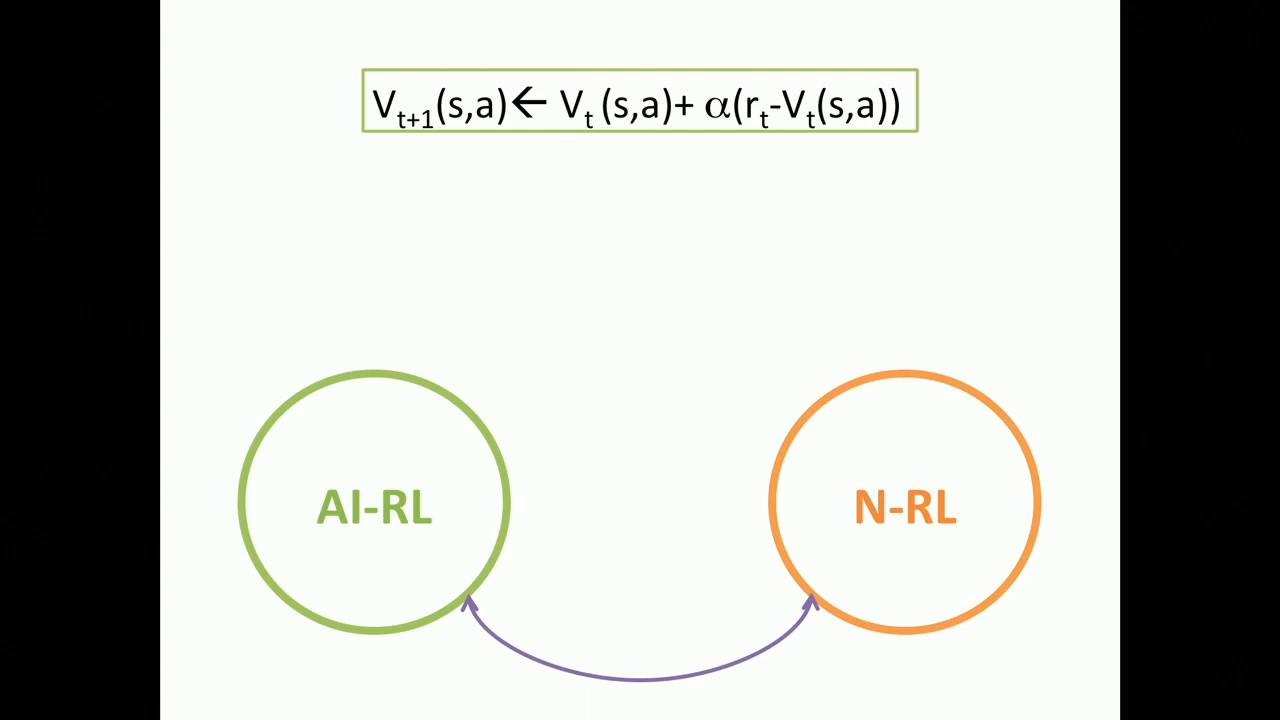 Vt+1(s,a)← Vt (s,a)+ α(rt-Vt(s,a))
AI-RL
N-RL